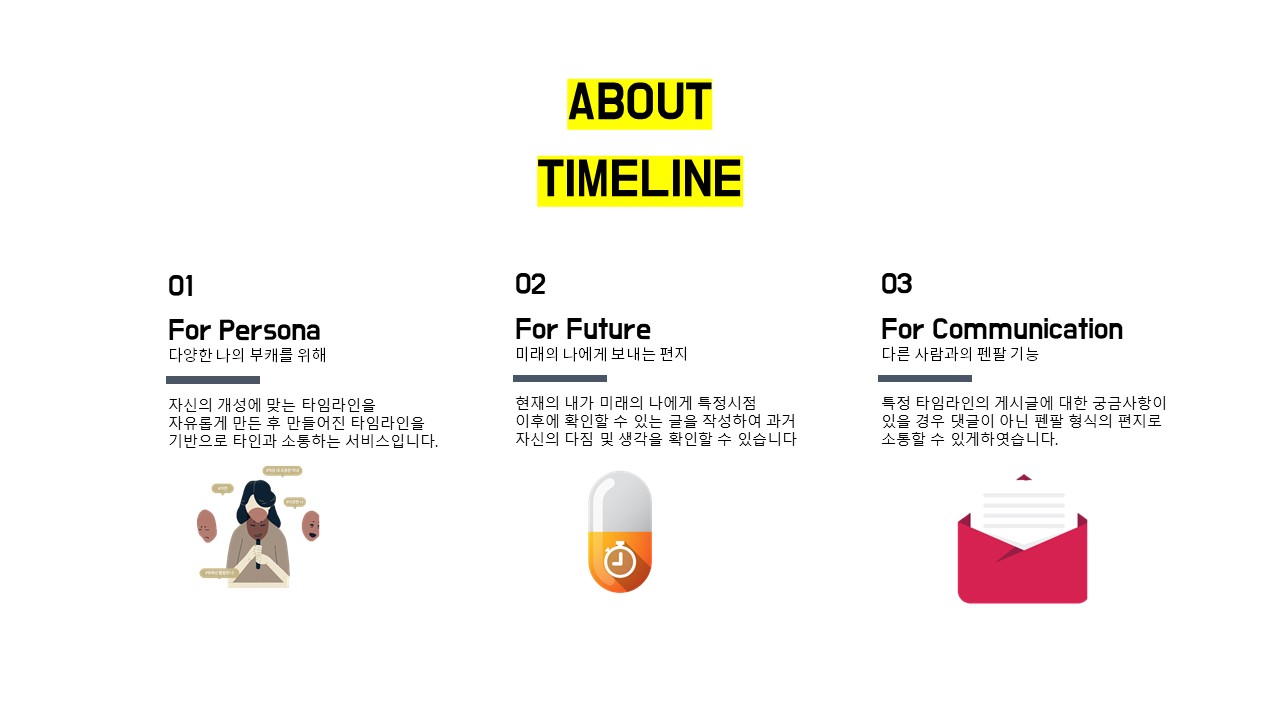 ABOUT
TIMELINE
01
For Persona
다양한 나의 부캐를 위해
자신의 개성에 맞는 타임라인을
자유롭게 만든 후 만들어진 타임라인을
기반으로 타인과 소통하는 서비스입니다.
02
For Future
미래의 나에게 보내는 편지
현재의 내가 미래의 나에게 특정시점
이후에 확인할 수 있는 글을 작성하여 과거
자신의 다짐 및 생각을 확인할 수 있습니다
03
For Communication
다른 사람과의 펜팔 기능
특정 타임라인의 게시글에 대한 궁금사항이
있을 경우 댓글이 아닌 펜팔 형식의 편지로
소통할 수 있게하였습니다.